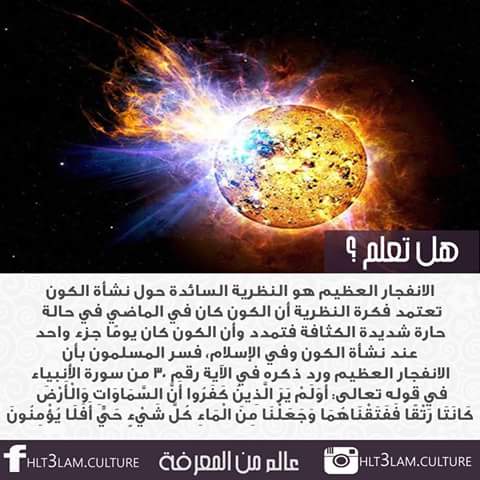 هل تعلم ؟
الانفجار العظيم هو النظرية السائدة حول نشأة الكون
تعتمد فكرة النظرية أن الكون كان في الماضي في حالة
حارة شديدة الكثافة فتمدد وأن الكون كان يومًا جزء واحد
عند نشأة الكون وفي الإسلام، فسر المسلمون بأن
الانفجار العظيم ورد ذكره في الآية رقم ٣٠ من سورة الأنبياء
في قوله تعالى: أَوَلَمْ يَرَ الَّذِينَ كَفَرُوا أَنَّ السَّمَاوَاتِ وَالْأَرْضَ
كَانَتَا رَتْقًا فَفَتَقْنَاهُمَا وَجَعَلْنَا مِنَ الْمَاءِ كُلَّ شَيْءٍ حَيٍّ أَفَلَا يُؤْمِنُونَ
HLT3LAM.CULTURE عالم من المعرفة HLT3LAM.CULTURE